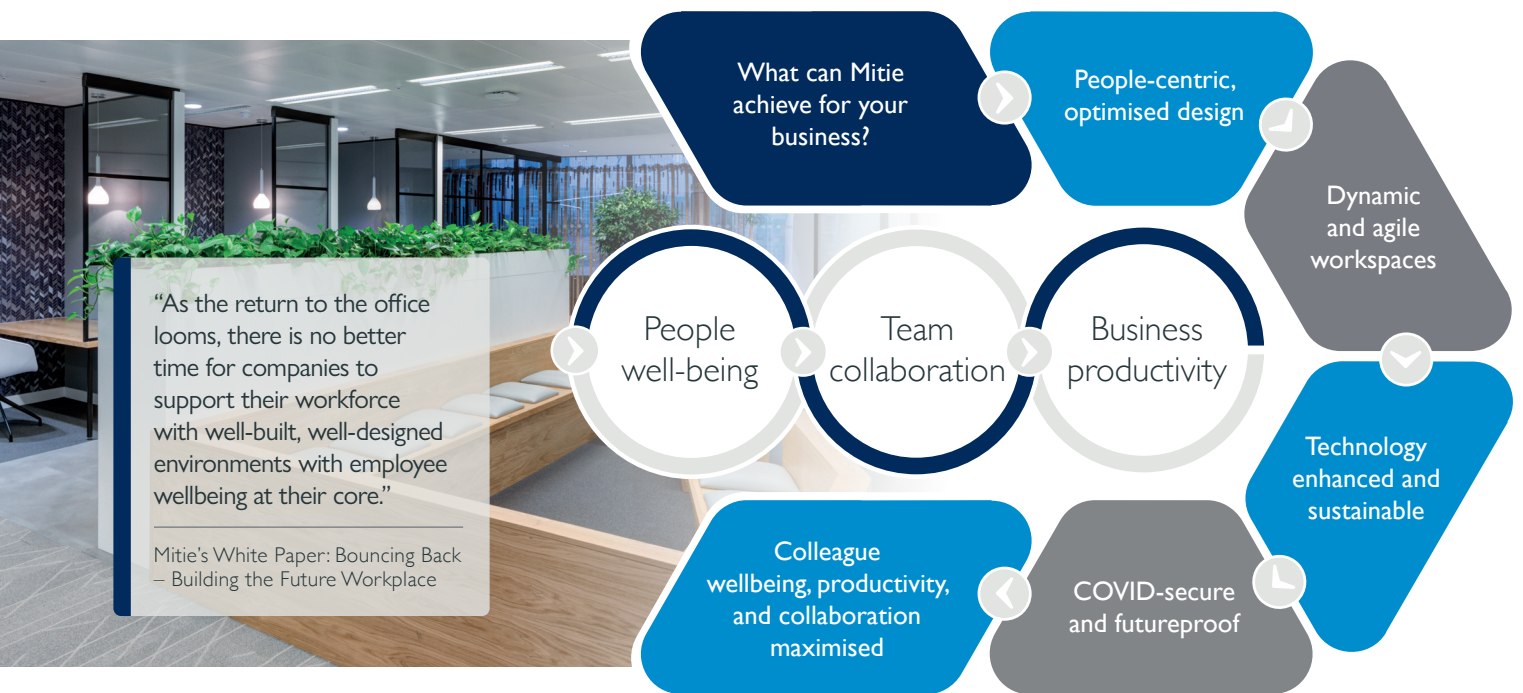 What can Mitie
achieve for your
business?
People-centric,
optimised design
Dynamic
and agile
workspaces
Technology
enhanced and
sustainable
COVID-secure
and futureproof
Colleague
wellbeing, productivity,
and collaboration
maximised
People
well-being
Team
collaboration
Business
productivity
“As the return to the office
looms, there is no better
time for companies to
support their workforce
with well-built, well-designed
environments with employee
wellbeing at their core.”
Mitie’s White Paper: Bouncing Back
– Building the Future Workplace